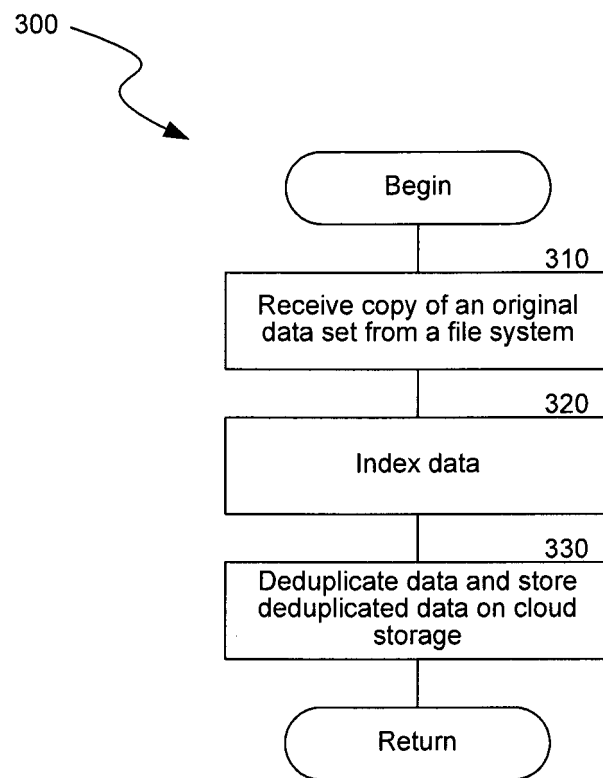 300
Begin
310
Receive copy of an original
data set from a file system
320
Index data
330
Deduplicate data and store
deduplicated data on cloud
storage
Return